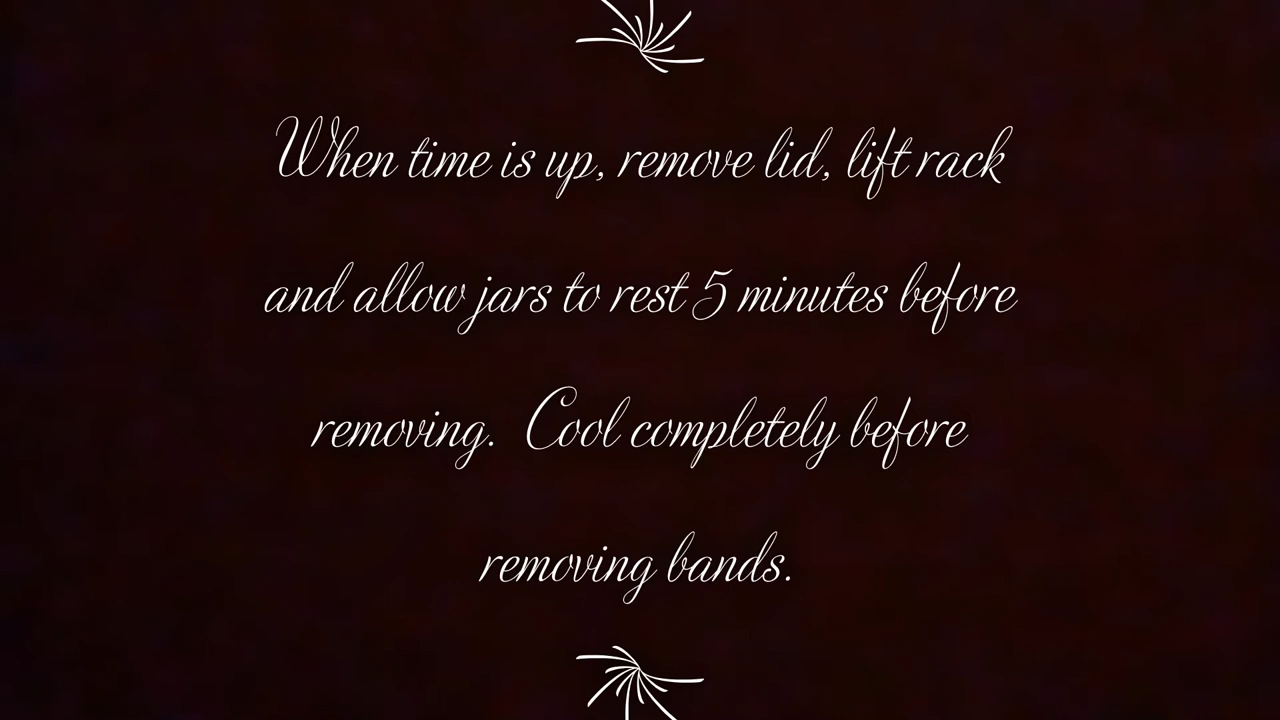 When time is up, remove lid, lift rack
and allow jars to rest 5 minutes before
removing.  Cool completely before
removing bands.